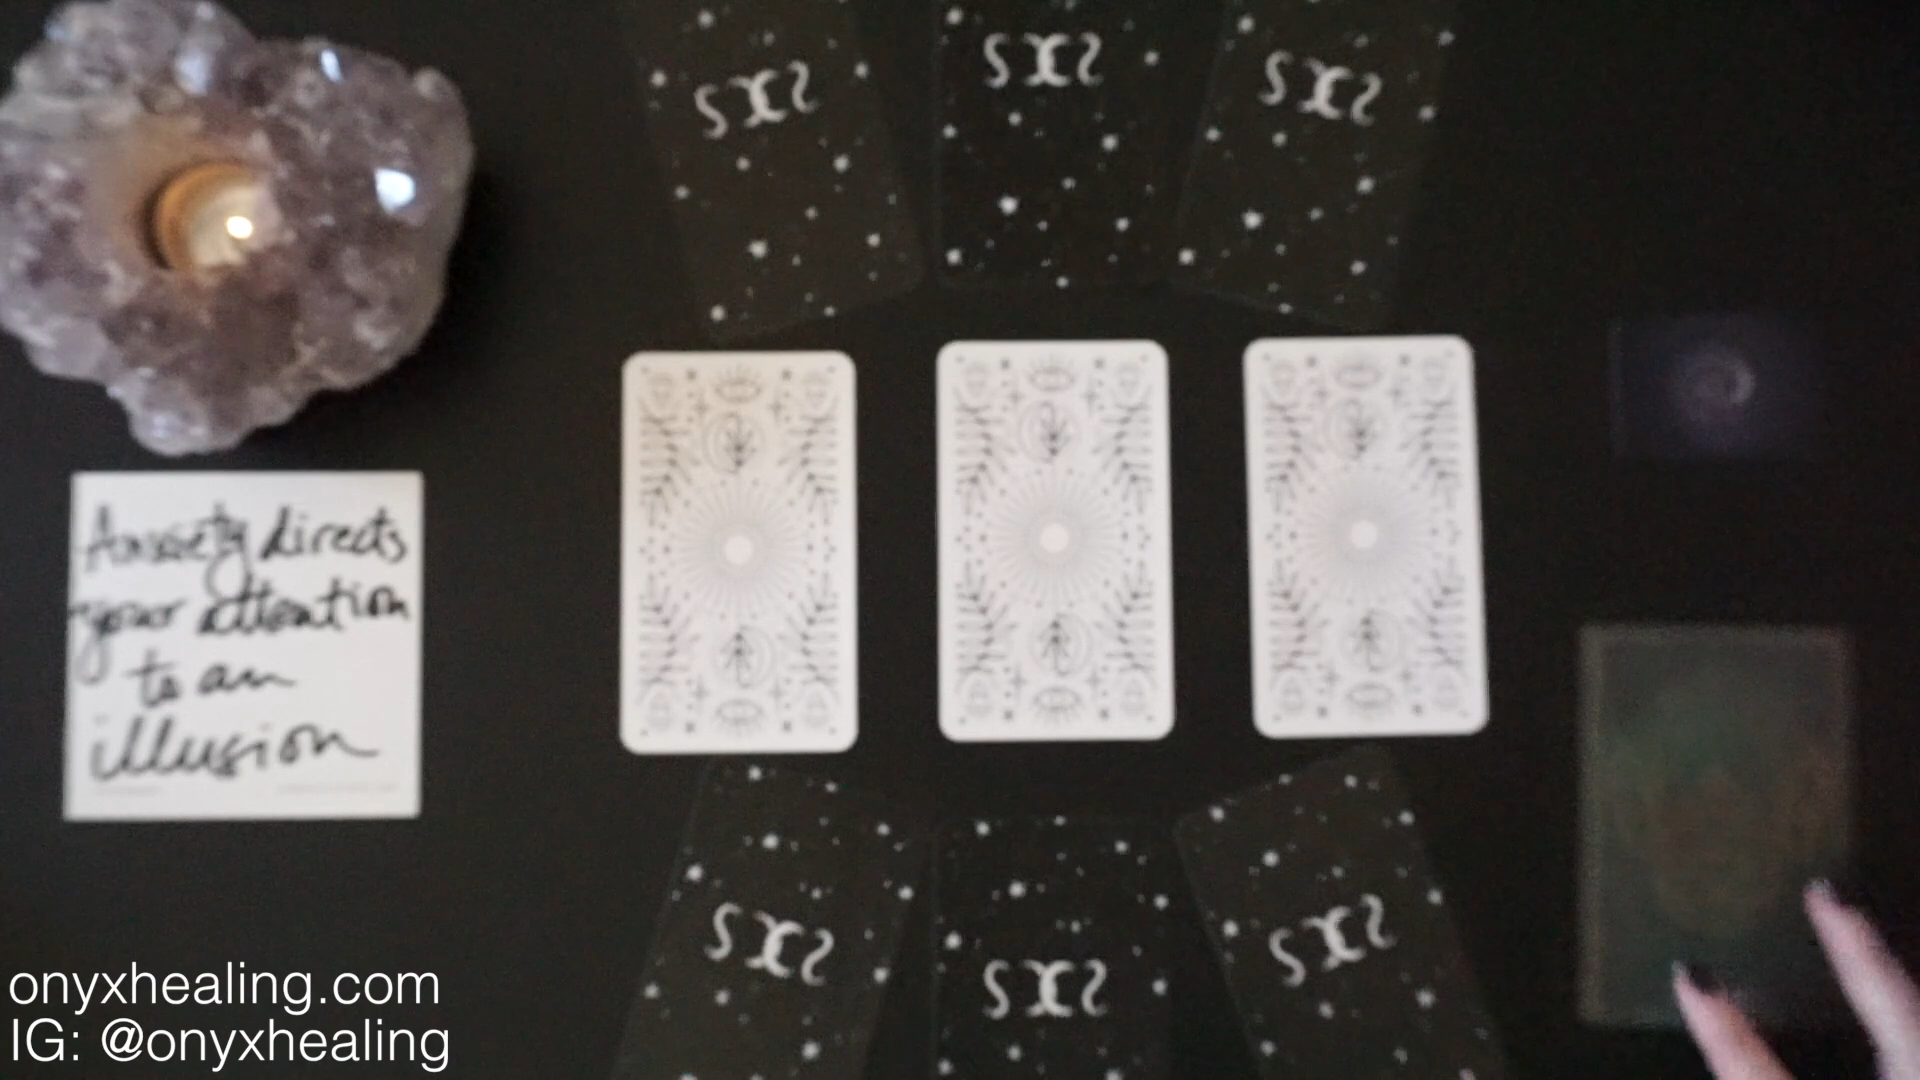 Anxiety directs
your attention
to an
illusion
onyxhealing.com
IG: @onyxhealing